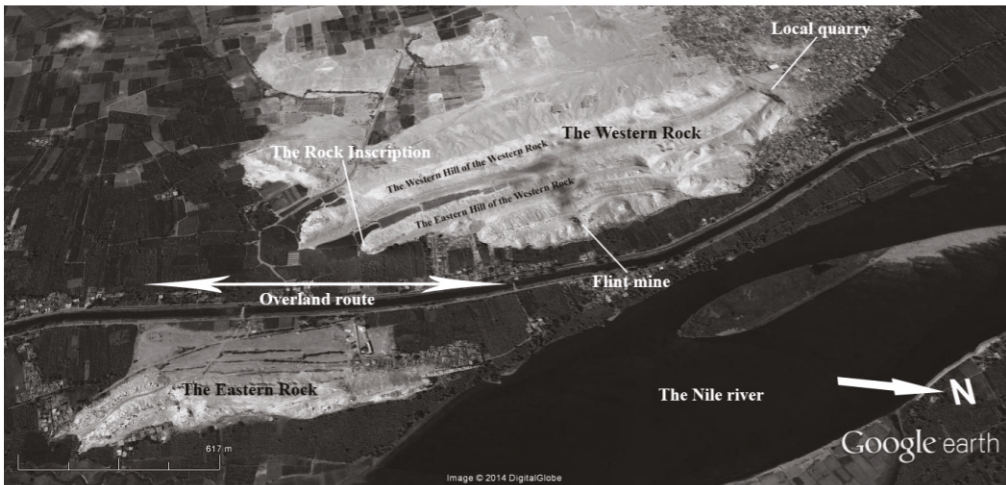 Local quarry
The Western Rock
The Rock Inscription
The Western Hill of the Western Rock
The Eastern Hill of the Western Rock
Flint mine
Overland route
The Eastern Rock
The Nile river
N
617 m
Google earth
Image © 2014 DigitalGlobe